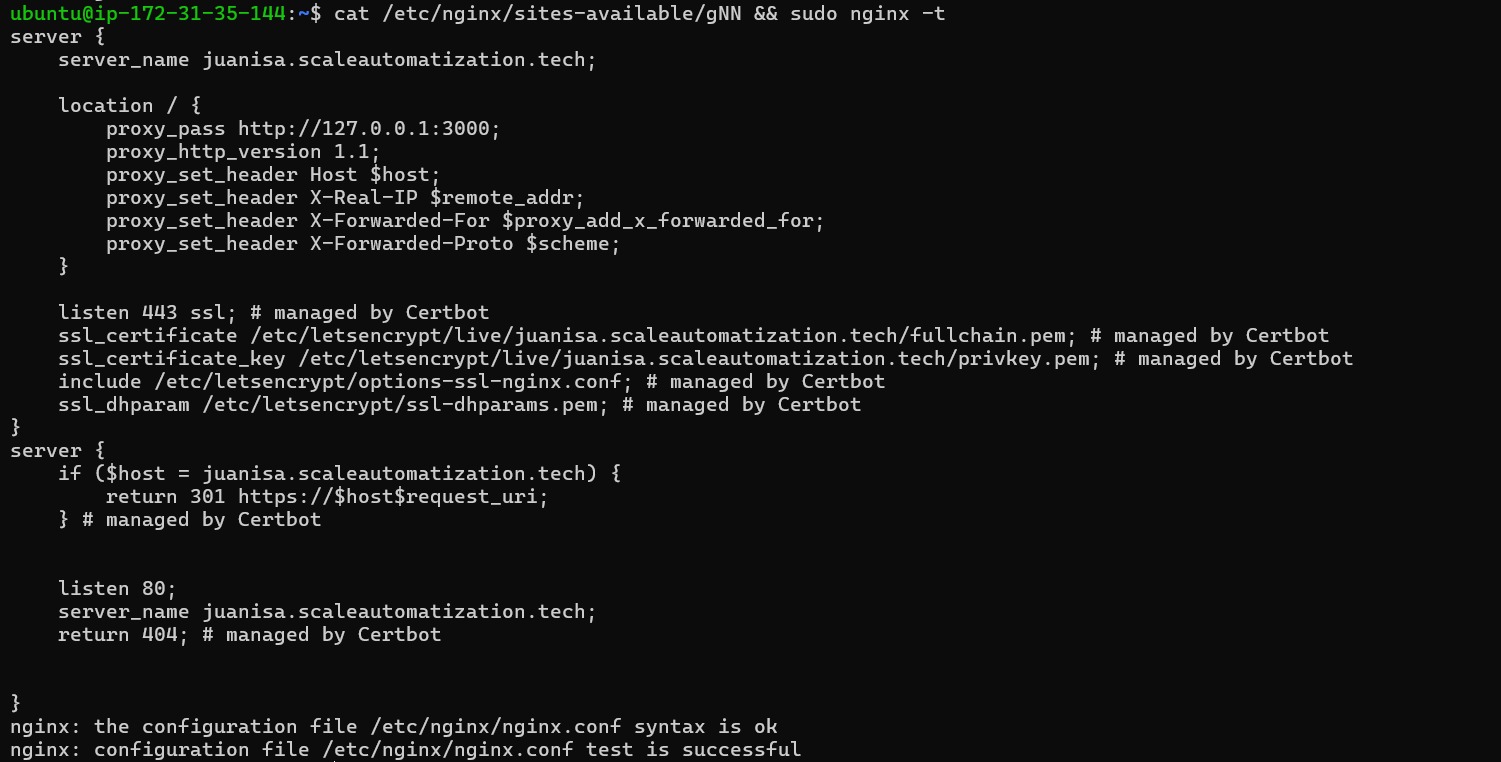 ubuntu@ip-172-31-35-144:~$ cat /etc/nginx/sites-available/gNN && sudo nginx -t
server {
    server_name juanisa.scaleautomatization.tech;

    location / {
        proxy_pass http://127.0.0.1:3000;
        proxy_http_version 1.1;
        proxy_set_header Host $host;
        proxy_set_header X-Real-IP $remote_addr;
        proxy_set_header X-Forwarded-For $proxy_add_x_forwarded_for;
        proxy_set_header X-Forwarded-Proto $scheme;
    }

    listen 443 ssl; # managed by Certbot
    ssl_certificate /etc/letsencrypt/live/juanisa.scaleautomatization.tech/fullchain.pem; # managed by Certbot
    ssl_certificate_key /etc/letsencrypt/live/juanisa.scaleautomatization.tech/privkey.pem; # managed by Certbot
    include /etc/letsencrypt/options-ssl-nginx.conf; # managed by Certbot
    ssl_dhparam /etc/letsencrypt/ssl-dhparams.pem; # managed by Certbot
}
server {
    if ($host = juanisa.scaleautomatization.tech) {
        return 301 https://$host$request_uri;
    } # managed by Certbot


    listen 80;
    server_name juanisa.scaleautomatization.tech;
    return 404; # managed by Certbot


}
nginx: the configuration file /etc/nginx/nginx.conf syntax is ok
nginx: configuration file /etc/nginx/nginx.conf test is successful